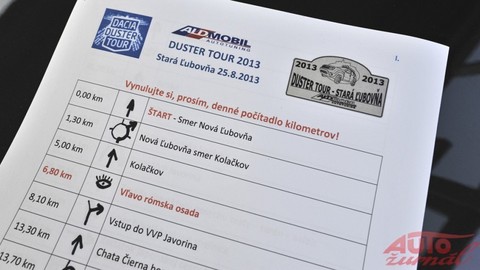 DACIA
DUSTER
TOUR
ALDMOBIL
AUTOTUNING
DUSTER TOUR 2013
Stará Ľubovňa 25.8.2013
I.
2013 2013
DUSTER TOUR - STARÁ ĽUBOVŇA
Vynulujte si, prosím, denné počítadlo kilometrov!
0,00 km ŠTART - Smer Nová Ľubovňa
1,30 km Nová Ľubovňa smer Kolačkov
5,00 km Kolačkov
6,80 km Vľavo rómska osada
8,10 km Vstup do VVP Javorina
13,30 km Chata Čierna
13,70 km
Auto
žurnál